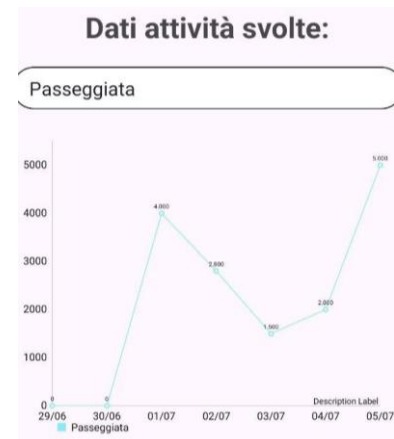 Dati attività svolte:
Passeggiata
5.000
5000
4.000
4000
3000
2.800
2000
2.000
1.500
1000
0 0
0
Description Label
29/06 30/06 01/07 02/07 03/07 04/07 05/07
Passeggiata